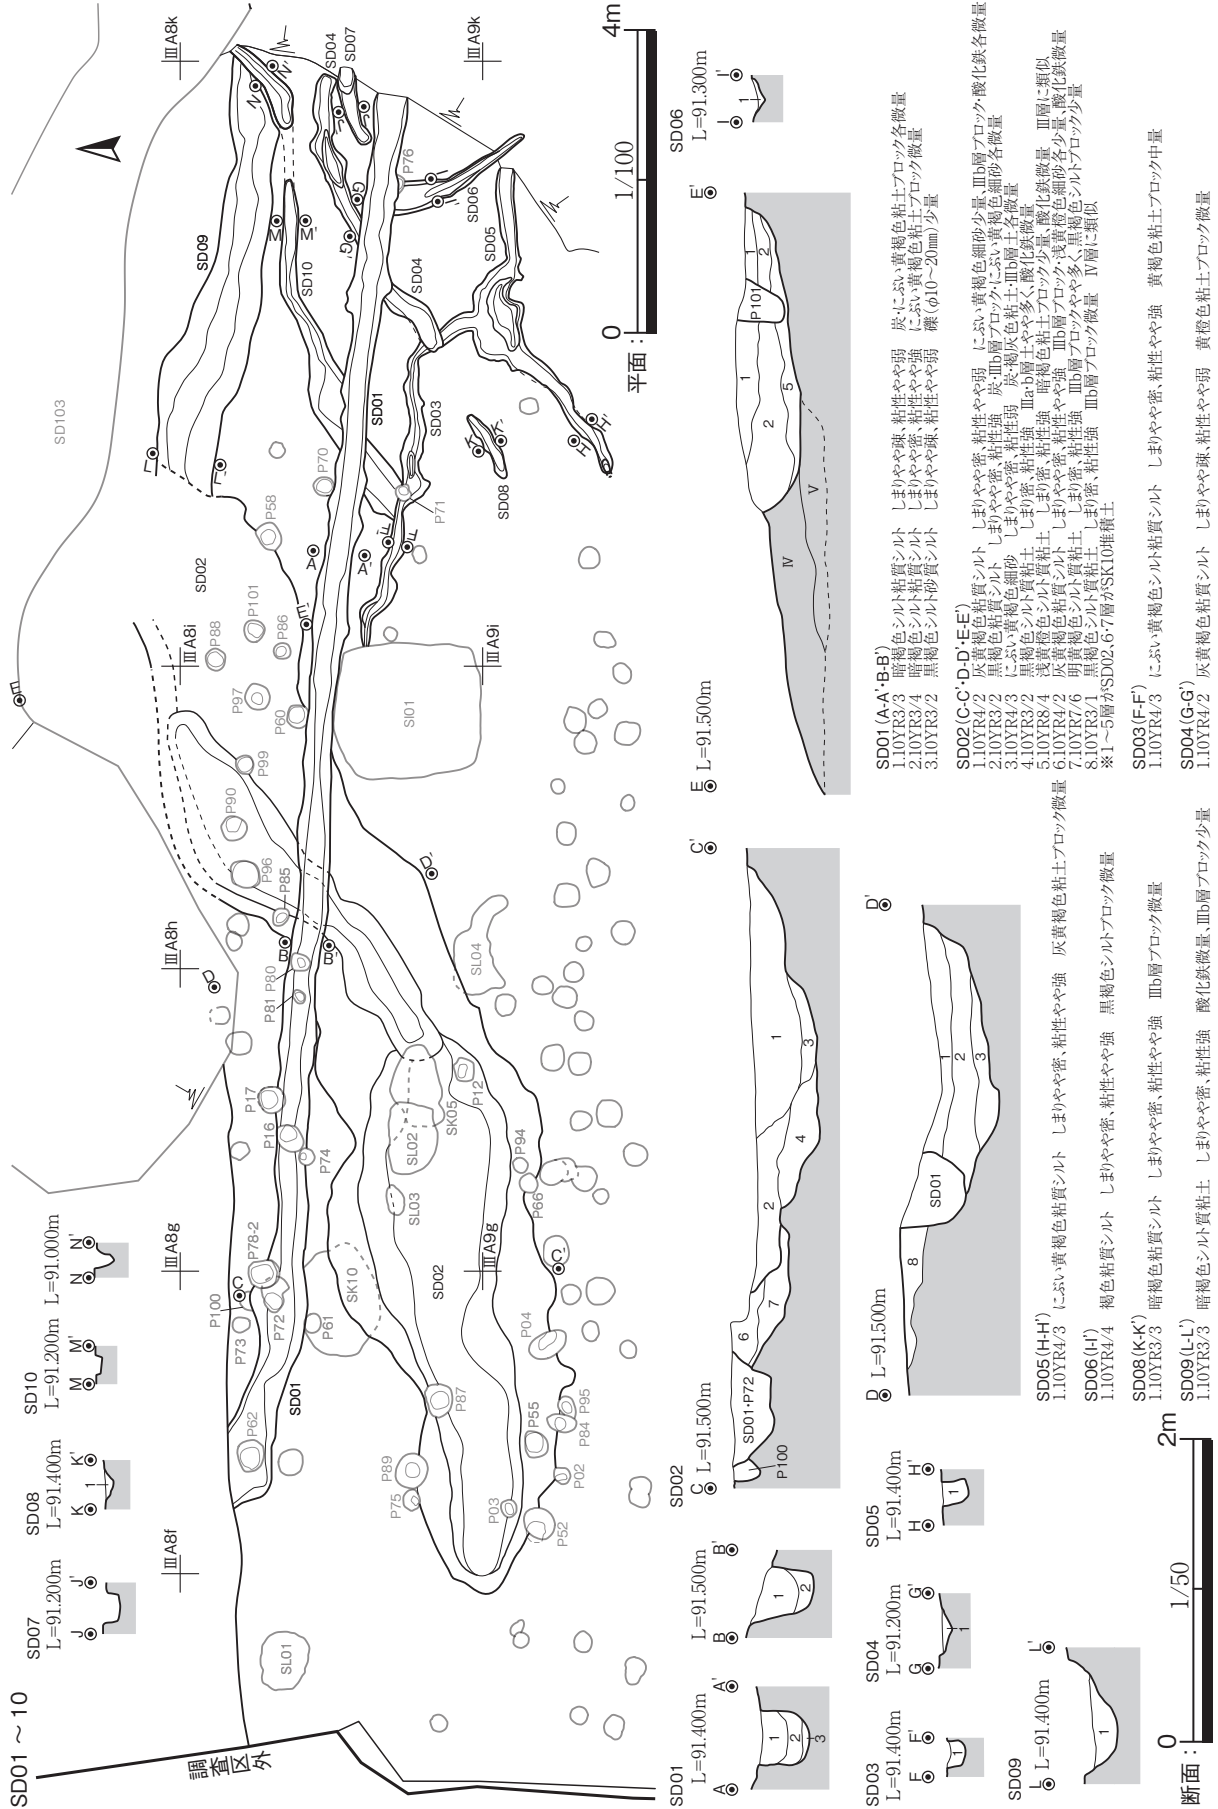 SD01 ～ 10
SD07
L=91.200m
J
J'
SD08
L=91.400m
K
K'
1
SD10
L=91.200m
M
M'
L=91.000m
N
N'
調査区外
ⅢA8f
ⅢA8g
ⅢA8h
ⅢA8i
ⅢA8k
ⅢA9g
ⅢA9i
ⅢA9k
SL01
P62
P73
P100
C
P72
P78-2
SD01
P61
SK10
P89
P75
P87
P03
P52
P02
P55
P84
P95
P04
C'
SD02
SL03
SL02
SK05
P12
P94
P66
P16
P17
P74
P81
P80
B
B'
D
D'
SL04
P85
P96
P90
P99
P97
P60
P88
P101
P86
P58
P70
E
E'
SI01
SD02
SD103
A
A'
F
F'
P71
SD03
SD01
L
L'
SD09
SD10
M
M'
N
N'
SD04
SD07
J
J'
G
G'
P76
I
I'
SD06
SD05
SD04
SD08
K
K'
H
H'
平面：
0
1/100
4m
SD01
L=91.400m
A
A'
1
2
3
L=91.500m
B
B'
1
2
SD02
L=91.500m
C
C'
P100
SD01・P72
6
7
2
4
1
3
L=91.500m
E
E'
Ⅳ
Ⅴ
1
2
5
P101
1
2
SD06
L=91.300m
I
I'
1
SD03
L=91.400m
F
F'
1
SD04
L=91.200m
G
G'
1
SD05
L=91.400m
H
H'
1
L=91.500m
D
D'
8
SD01
1
2
3
SD09
L=91.400m
L
L'
1
断面：
0
1/50
2m
SD01（A-A'・B-B'）
1.10YR3/3 暗褐色シルト粘質シルト しまりやや疎、粘性やや弱 炭・にぶい黄褐色粘土ブロック各微量
2.10YR3/4 暗褐色シルト粘質シルト しまりやや密、粘性やや強 にぶい黄褐色粘土ブロック微量
3.10YR3/2 黒褐色シルト砂質シルト しまりやや疎、粘性やや弱 礫(φ10～20mm)少量
SD02（C-C'・D-D'・E-E'）
1.10YR4/2 灰黄褐色粘質シルト しまりやや密、粘性やや弱 にぶい黄褐色細砂少量、Ⅲb層ブロック・酸化鉄各微量
2.10YR3/2 黒褐色粘質シルト しまりやや密、粘性強 炭・Ⅲb層ブロック・にぶい黄褐色細砂各微量
3.10YR4/3 にぶい黄褐色細砂 しまりやや密、粘性弱 炭・褐灰色粘土・Ⅲb層土各微量
4.10YR3/2 黒褐色シルト質粘土 しまり密、粘性強 Ⅲa・b層土やや多く、酸化鉄微量
5.10YR8/4 浅黄橙色シルト質粘土 しまり密、粘性強 暗褐色粘土ブロック少量、酸化鉄微量 Ⅲ層に類似
6.10YR4/2 灰黄褐色粘質シルト しまりやや密、粘性やや強 Ⅲb層ブロック・浅黄橙色細砂各少量、酸化鉄微量
7.10YR7/6 明黄褐色シルト質粘土 しまり密、粘性強 Ⅲb層ブロックやや多く、黒褐色シルトブロック少量
8.10YR3/1 黒褐色シルト質粘土 しまり密、粘性強 Ⅲb層ブロック微量 Ⅳ層に類似
※1～5層がSD02、6・7層がSK10堆積土
SD03（F-F'）
1.10YR4/3 にぶい黄褐色シルト粘質シルト しまりやや密、粘性やや強 黄褐色粘土ブロック中量
SD04（G-G'）
1.10YR4/2 灰黄褐色粘質シルト しまりやや疎、粘性やや弱 黄橙色粘土ブロック微量
SD05（H-H'）
1.10YR4/3 にぶい黄褐色粘質シルト しまりやや密、粘性やや強 灰黄褐色粘土ブロック微量
SD06（I-I'）
1.10YR4/4 褐色粘質シルト しまりやや密、粘性やや強 黒褐色シルトブロック微量
SD08（K-K'）
1.10YR3/3 暗褐色粘質シルト しまりやや密、粘性やや強 Ⅲb層ブロック微量
SD09（L-L'）
1.10YR3/3 暗褐色シルト質粘土 しまりやや密、粘性強 酸化鉄微量、Ⅲb層ブロック少量